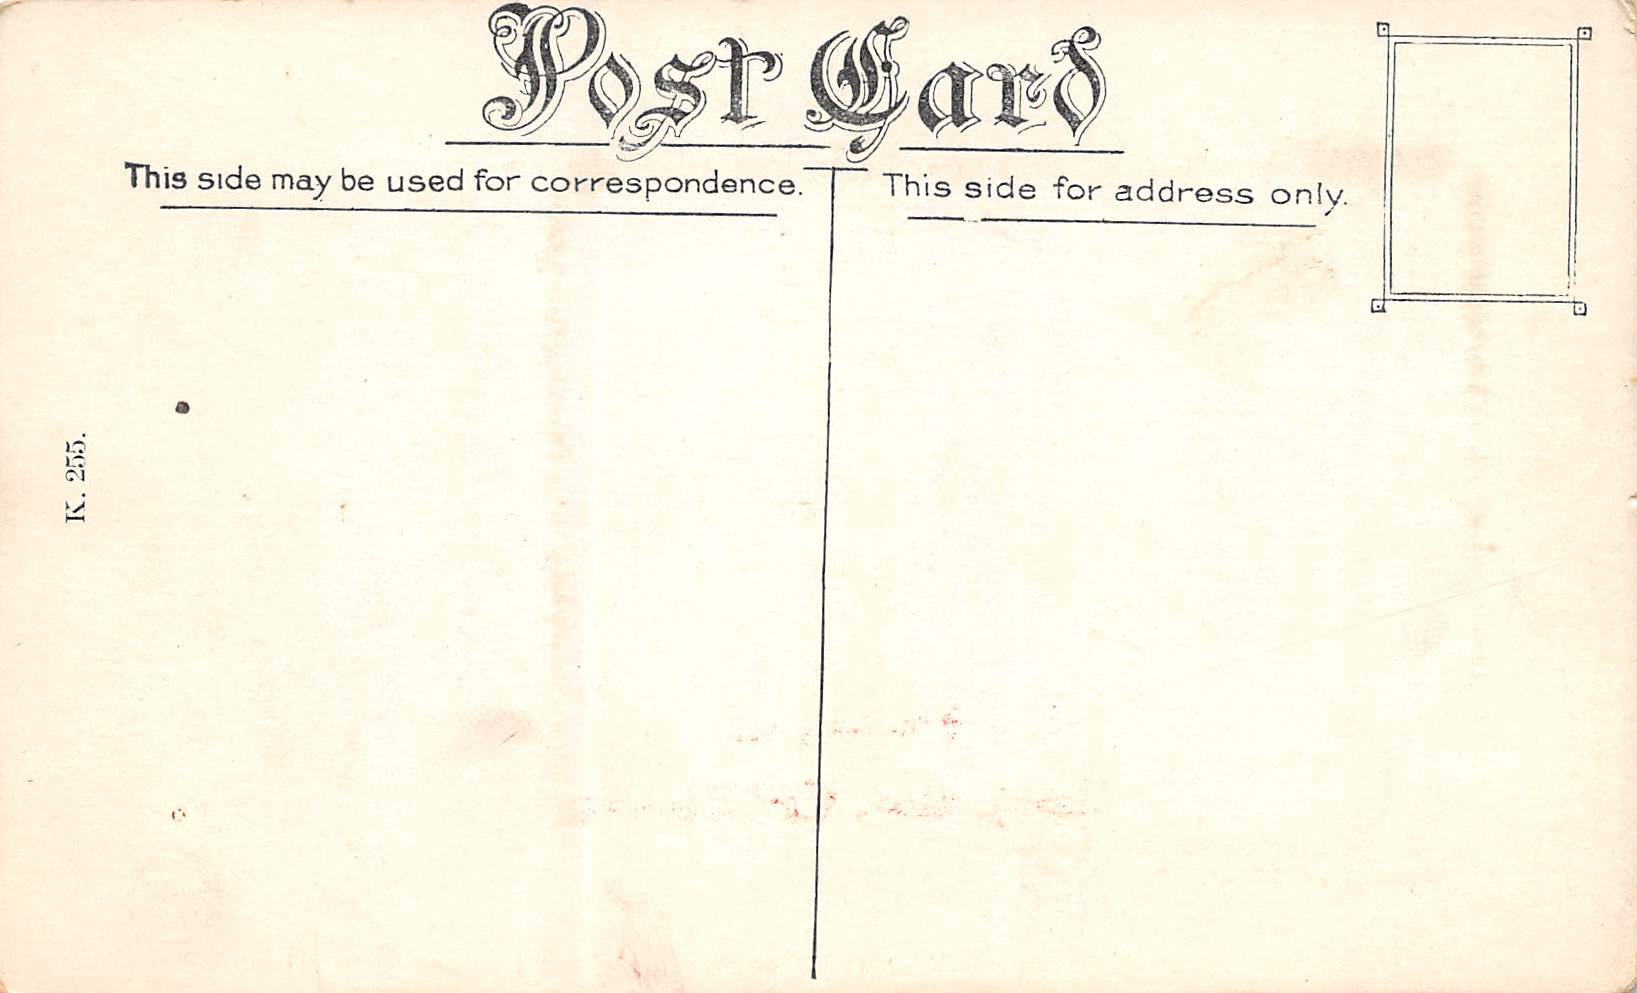 Post Card
This side may be used for correspondence.
This side for address only.
K. 255.